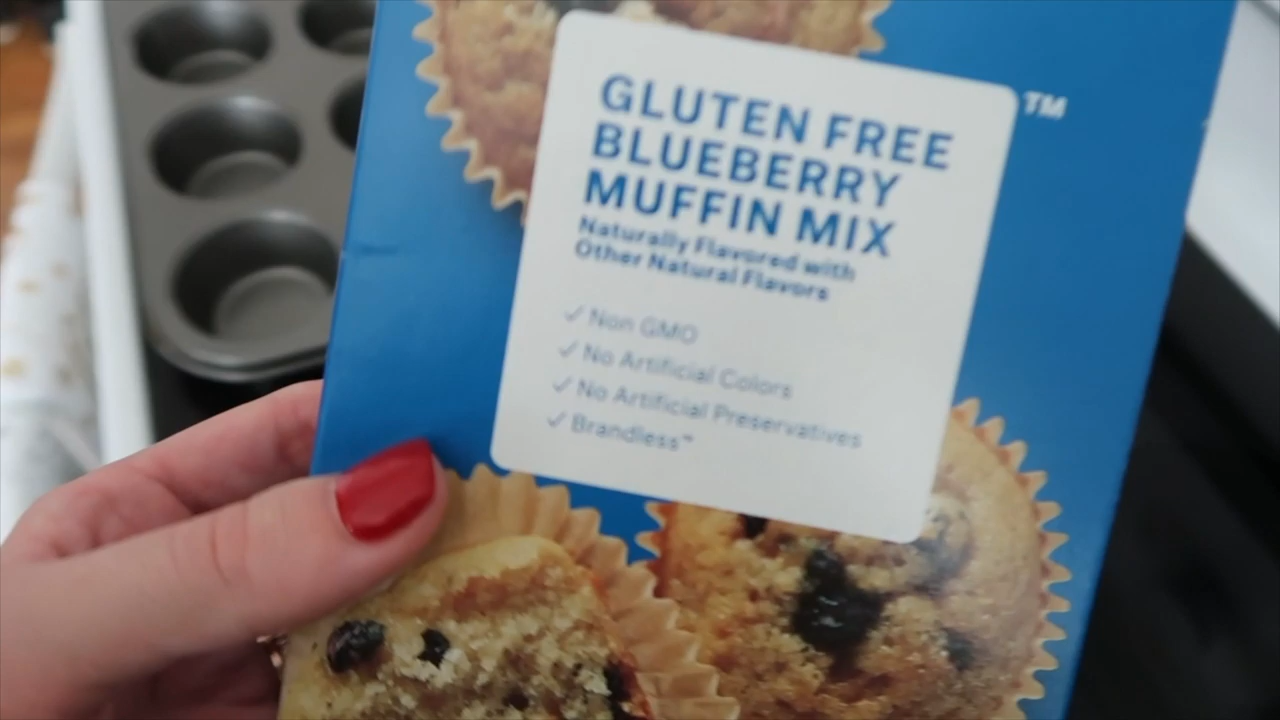 GLUTEN FREE
BLUEBERRY
MUFFIN MIX
Naturally Flavored with
Other Natural Flavors
✓ Non GMO
✓ No Artificial Colors
✓ No Artificial Preservatives
✓ Brandless™
TM